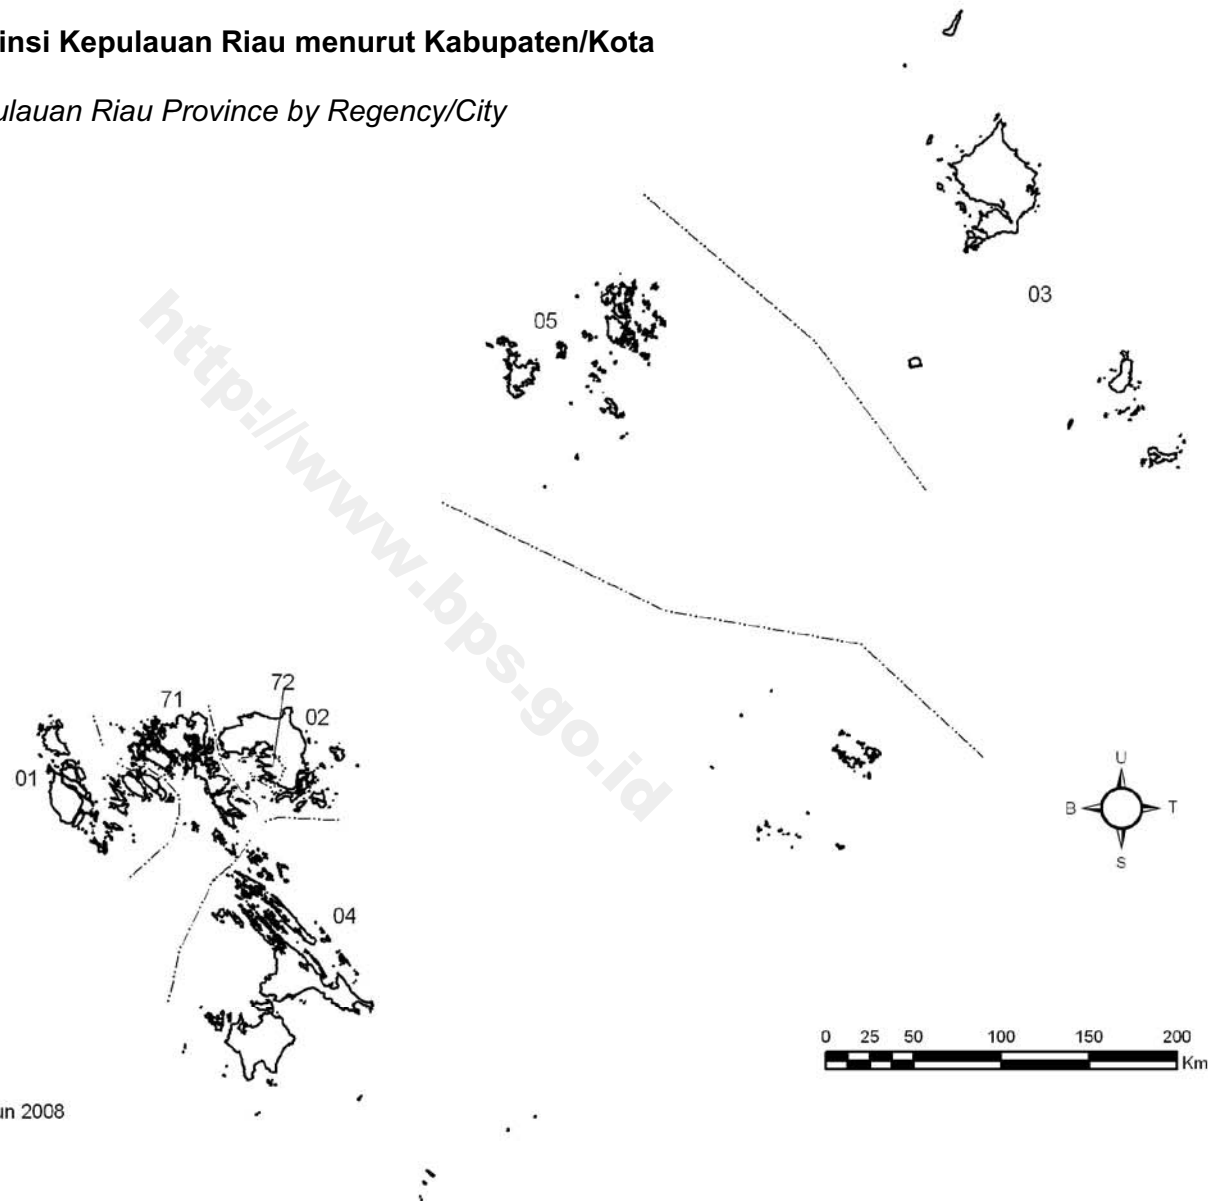 insi Kepulauan Riau menurut Kabupaten/Kota
ulauan Riau Province by Regency/City
03
05
http://www.bps.go.id
72
71
02
01
U
B T
S
04
0 25 50 100 150 200
Km
un 2008